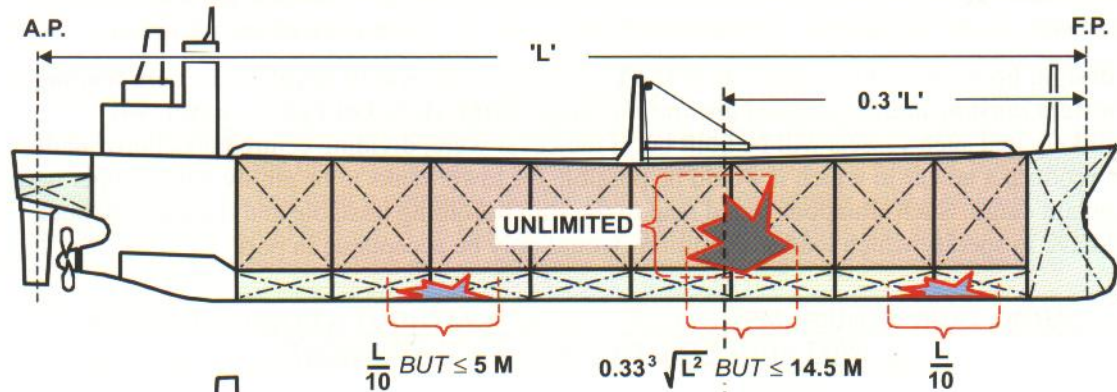 A.P.
F.P.
'L'
0.3 'L'
UNLIMITED
L/10 BUT ≤ 5 M
0.33³ √L² BUT ≤ 14.5 M
L/10